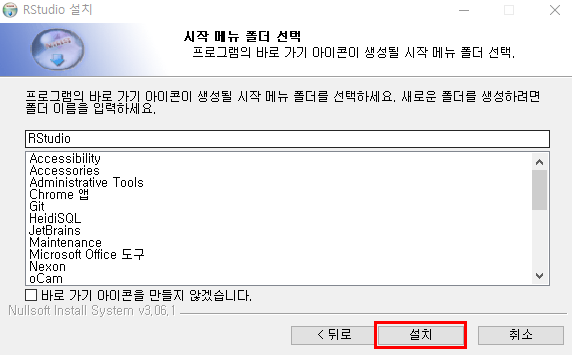 RStudio 설치
시작 메뉴 폴더 선택
프로그램의 바로 가기 아이콘이 생성될 시작 메뉴 폴더 선택.
프로그램의 바로 가기 아이콘이 생성될 시작 메뉴 폴더를 선택하세요. 새로운 폴더를 생성하려면
폴더 이름을 입력하세요.
RStudio
Accessibility
Accessories
Administrative Tools
Chrome 앱
Git
HeidiSQL
JetBrains
Maintenance
Microsoft Office 도구
Nexon
oCam
바로 가기 아이콘을 만들지 않겠습니다.
Nullsoft Install System v3.06.1
< 뒤로
설치
취소